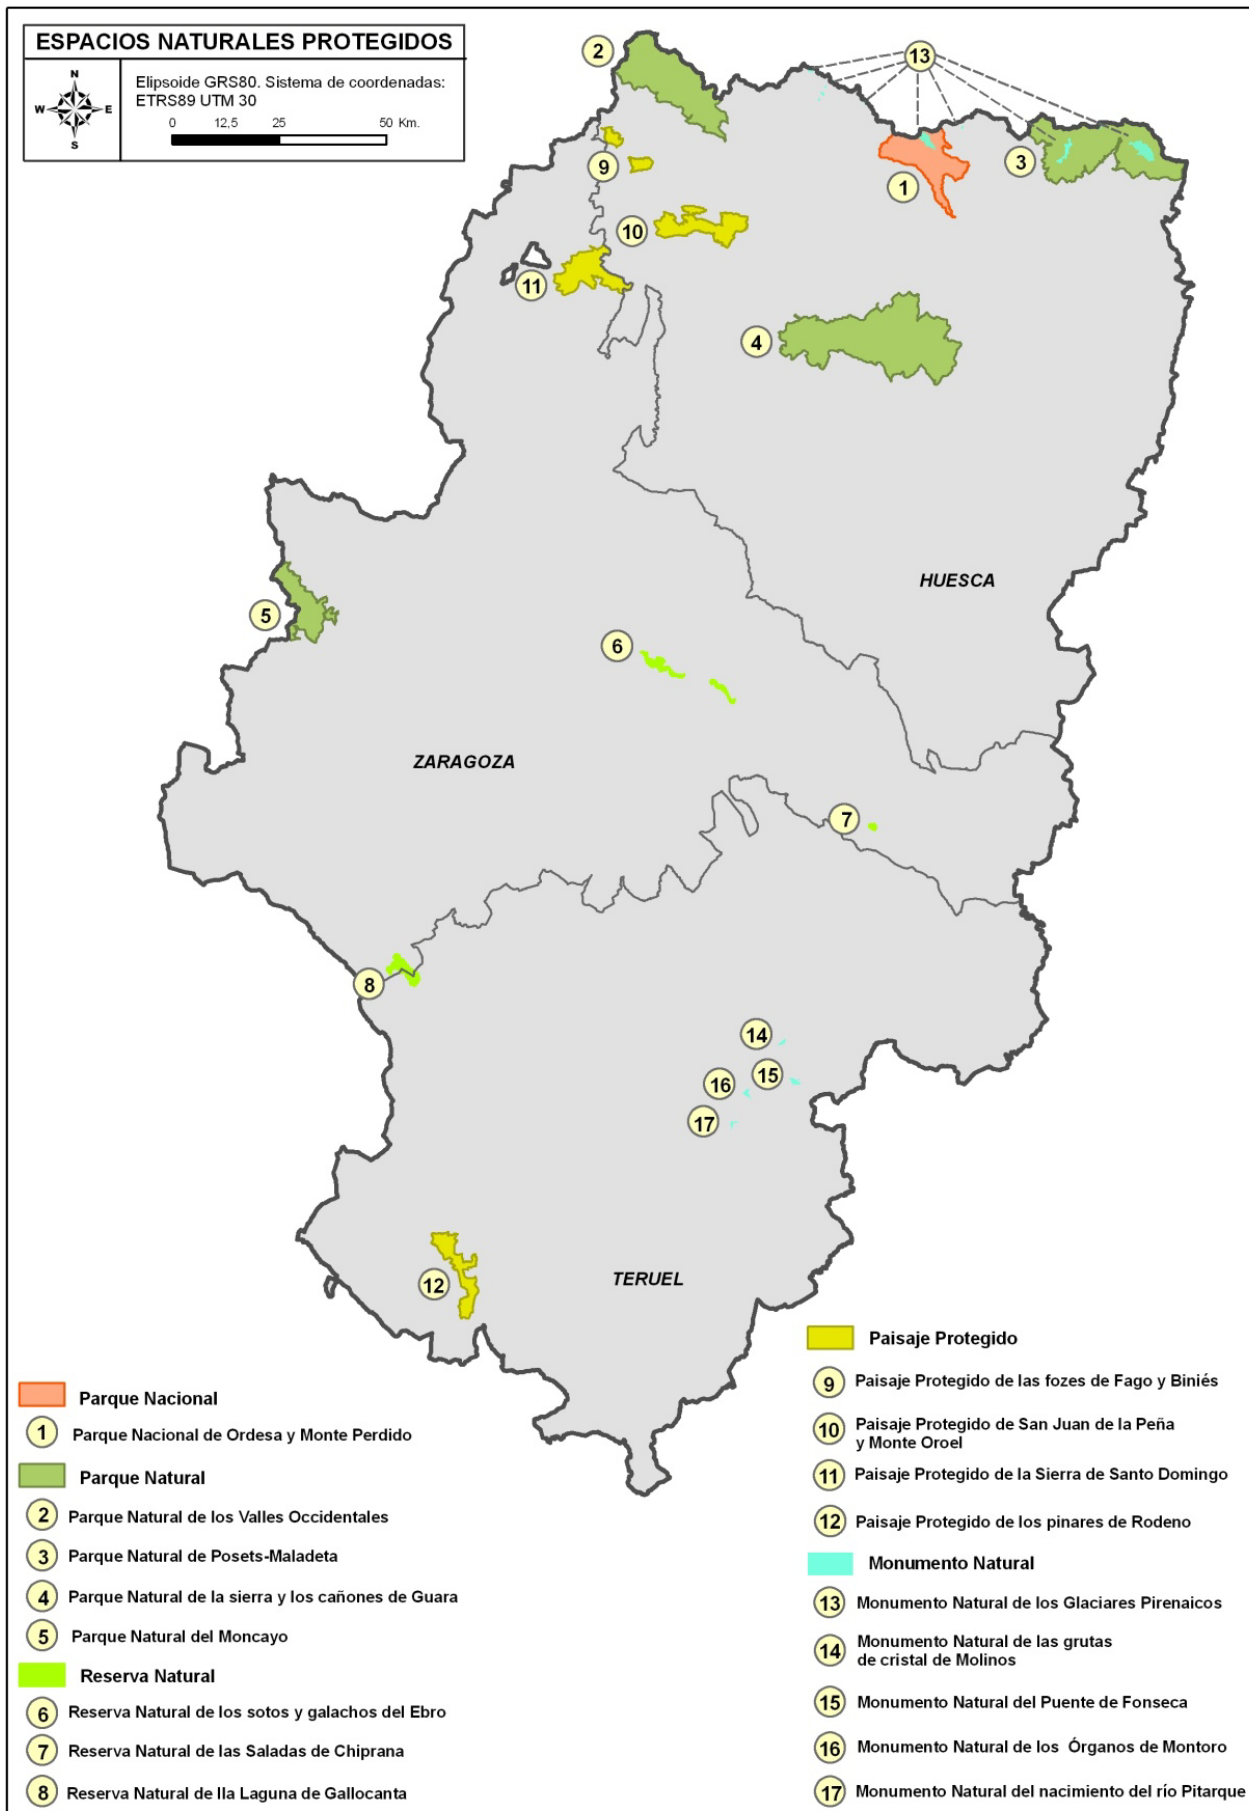 ESPACIOS NATURALES PROTEGIDOS
N
W E
S
Elipsoide GRS80. Sistema de coordenadas:
ETRS89 UTM 30
0 12,5 25 50 Km.
2
13
9
3
1
10
11
4
HUESCA
5
6
ZARAGOZA
7
8
14
15
16
17
12
TERUEL
Parque Nacional
1 Parque Nacional de Ordesa y Monte Perdido
Parque Natural
2 Parque Natural de los Valles Occidentales
3 Parque Natural de Posets-Maladeta
4 Parque Natural de la sierra y los cañones de Guara
5 Parque Natural del Moncayo
Reserva Natural
6 Reserva Natural de los sotos y galachos del Ebro
7 Reserva Natural de las Saladas de Chiprana
8 Reserva Natural de lla Laguna de Gallocanta
Paisaje Protegido
9 Paisaje Protegido de las fozes de Fago y Biniés
10 Paisaje Protegido de San Juan de la Peña
y Monte Oroel
11 Paisaje Protegido de la Sierra de Santo Domingo
12 Paisaje Protegido de los pinares de Rodeno
Monumento Natural
13 Monumento Natural de los Glaciares Pirenaicos
14 Monumento Natural de las grutas
de cristal de Molinos
15 Monumento Natural del Puente de Fonseca
16 Monumento Natural de los Órganos de Montoro
17 Monumento Natural del nacimiento del río Pitarque